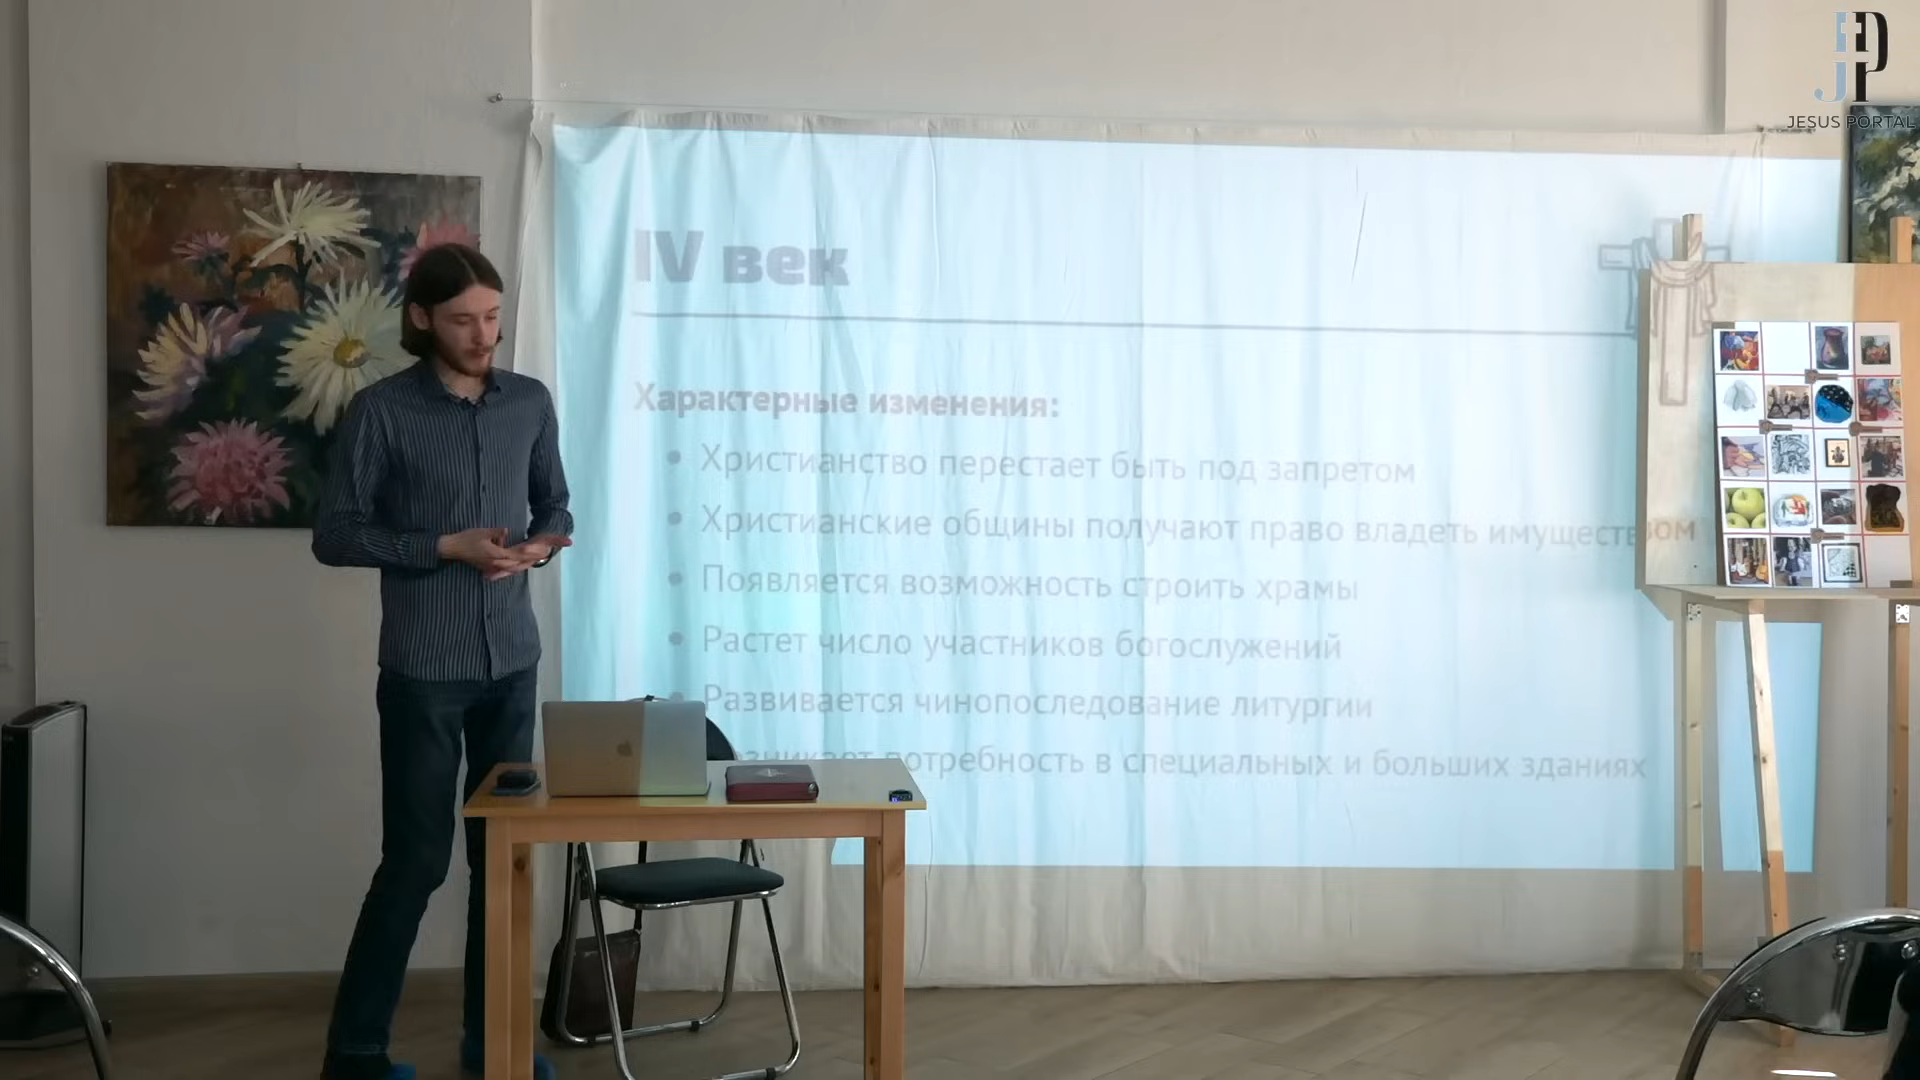 JESUS PORTAL
IV век
Характерные изменения:
• Христианство перестает быть под запретом
• Христианские общины получают право владеть имуществом
• Появляется возможность строить храмы
• Растет число участников богослужений
• Развивается чинопоследование литургии
потребность в специальных и больших зданиях